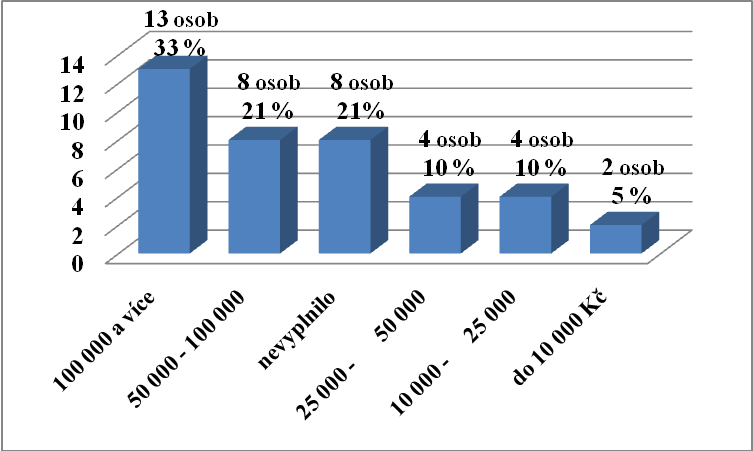 13 osob
33 %
8 osob
21 %
8 osob
21%
4 osob
10 %
4 osob
10 %
2 osob
5 %
14
12
10
8
6
4
2
0
100 000 a více
50 000 - 100 000
nevyplnilo
25 000 - 50 000
10 000 - 25 000
do 10 000 Kč